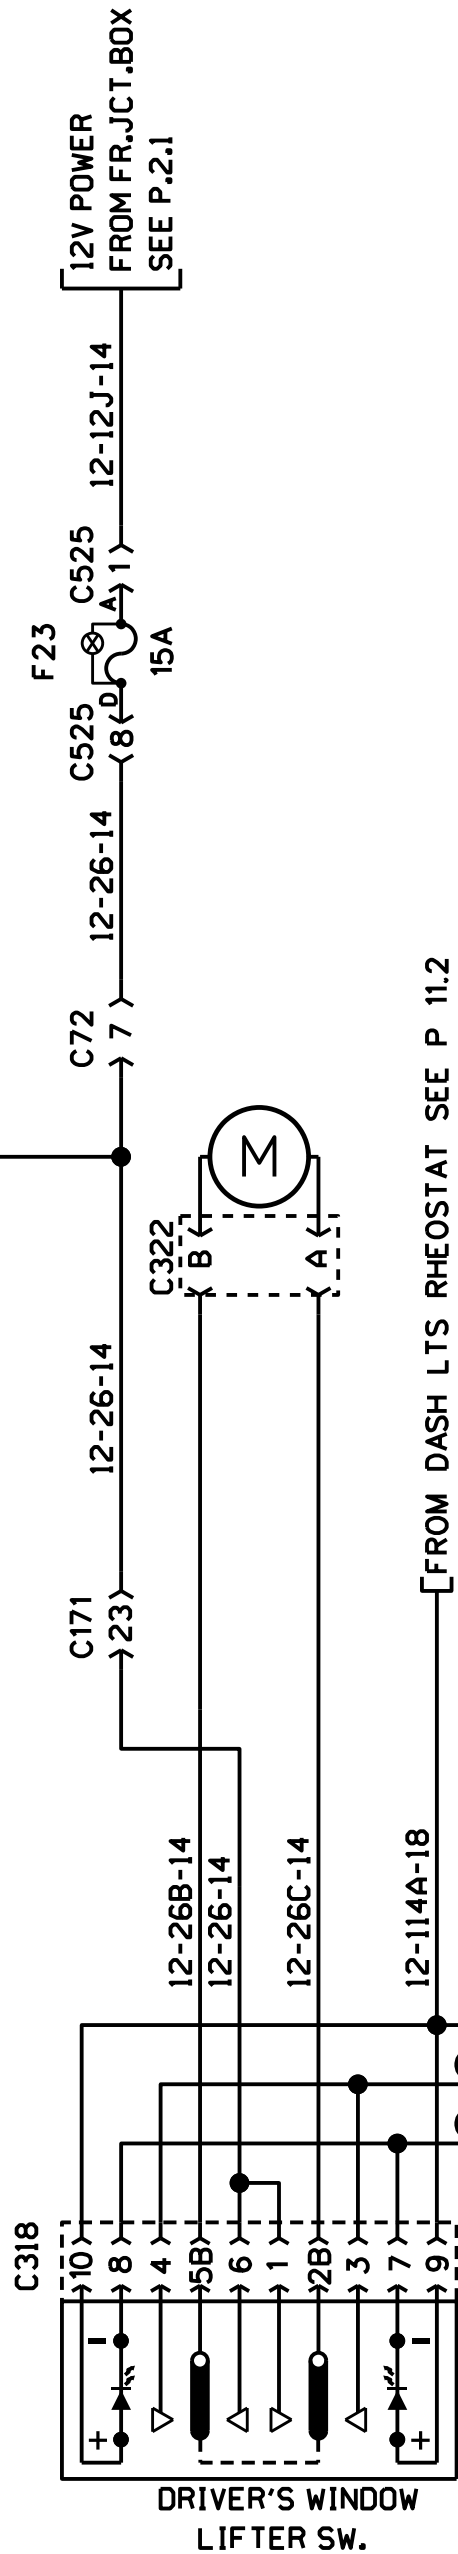 12V POWER
FROM FR.JCT.BOX
SEE P.2.1
12-12J-14
C525
1
A
F23
15A
D
C525
8
12-26-14
C72
7
M
C322
B
A
12-26-14
C171
23
FROM DASH LTS RHEOSTAT SEE P 11.2
12-26B-14
12-26-14
12-26C-14
12-114A-18
C318
10
8
4
5B
6
1
2B
3
7
9
-
-
+
+
DRIVER'S WINDOW
LIFTER SW.